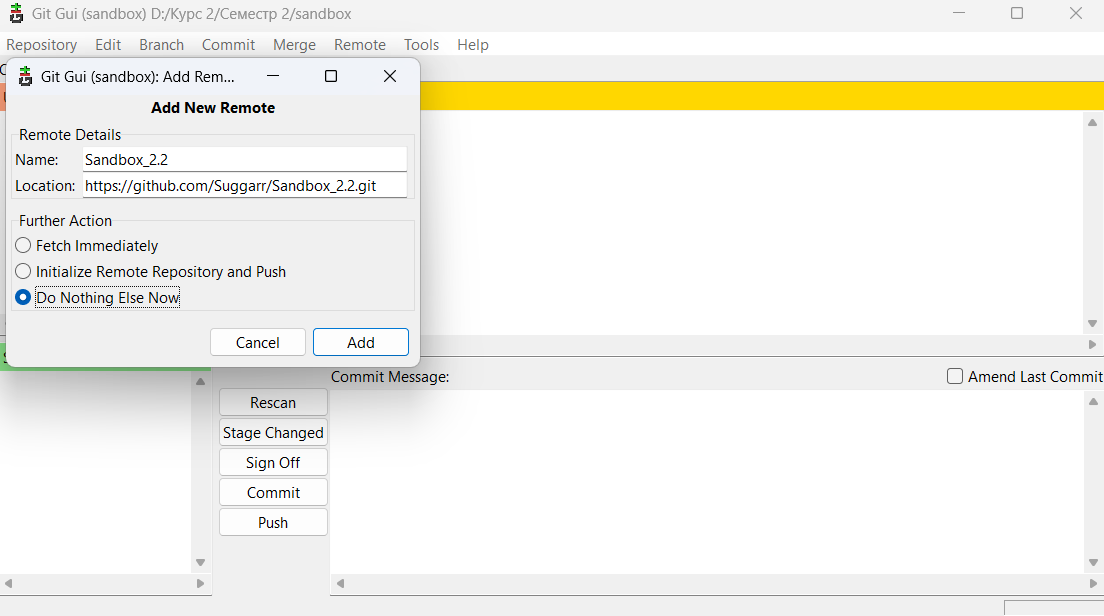 Git Gui (sandbox) D:/Курс 2/Семестр 2/sandbox
Repository Edit Branch Commit Merge Remote Tools Help
Git Gui (sandbox): Add Rem...
Add New Remote
Remote Details
Name: Sandbox_2.2
Location: https://github.com/Suggarr/Sandbox_2.2.git
Further Action
Fetch Immediately
Initialize Remote Repository and Push
Do Nothing Else Now
Cancel Add
Commit Message: Amend Last Commit
Rescan
Stage Changed
Sign Off
Commit
Push